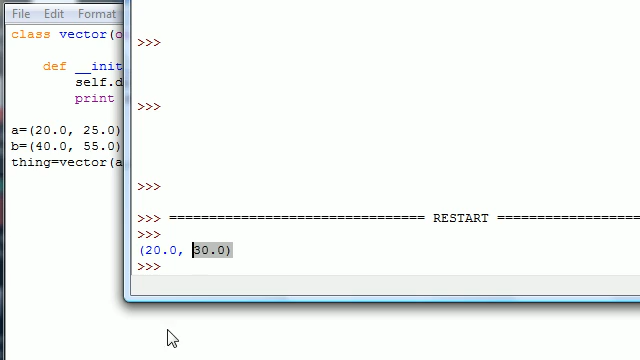 File Edit Format
class vector(o
def __init
self.d
print
a=(20.0, 25.0)
b=(40.0, 55.0)
thing=vector(a
>>>
>>>
>>>
>>> ================================ RESTART ==================
>>>
(20.0, 30.0)
>>>